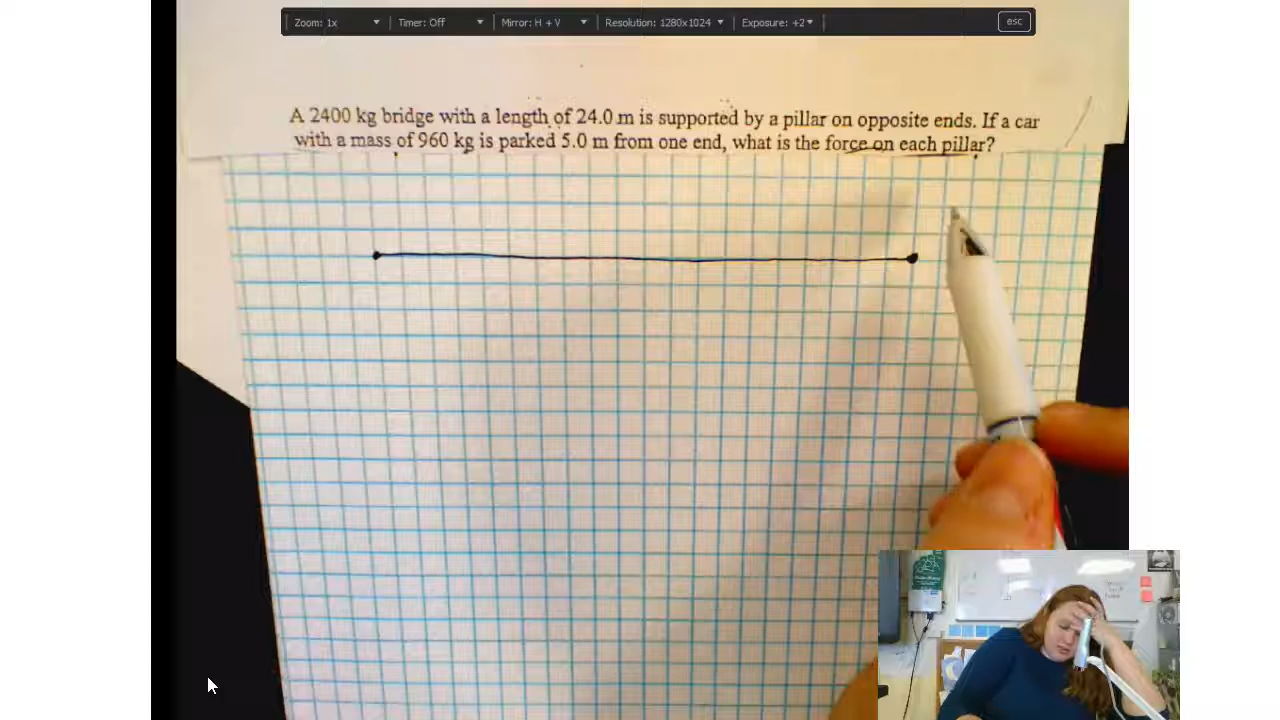 Zoom: 1x Timer: Off Mirror: H + V Resolution: 1280x1024 Exposure: +2 esc
A 2400 kg bridge with a length of 24.0 m is supported by a pillar on opposite ends. If a car
with a mass of 960 kg is parked 5.0 m from one end, what is the force on each pillar?